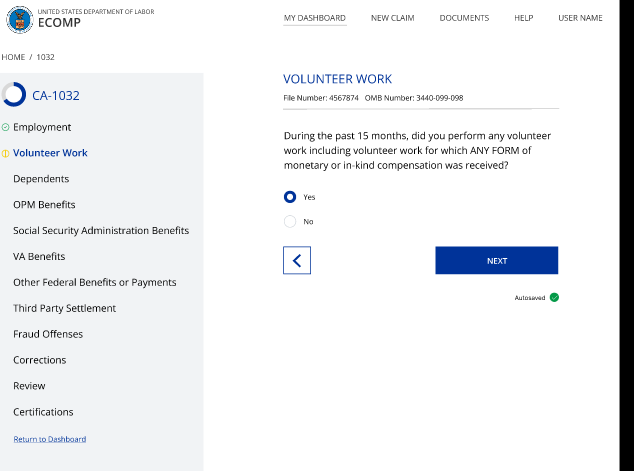 UNITED STATES DEPARTMENT OF LABOR
ECOMP
MY DASHBOARD
NEW CLAIM
DOCUMENTS
HELP
USER NAME
HOME / 1032
CA-1032
Employment
Volunteer Work
Dependents
OPM Benefits
Social Security Administration Benefits
VA Benefits
Other Federal Benefits or Payments
Third Party Settlement
Fraud Offenses
Corrections
Review
Certifications
Return to Dashboard
VOLUNTEER WORK
File Number: 4567874 OMB Number: 3440-099-098
During the past 15 months, did you perform any volunteer
work including volunteer work for which ANY FORM of
monetary or in-kind compensation was received?
Yes
No
NEXT
Autosaved